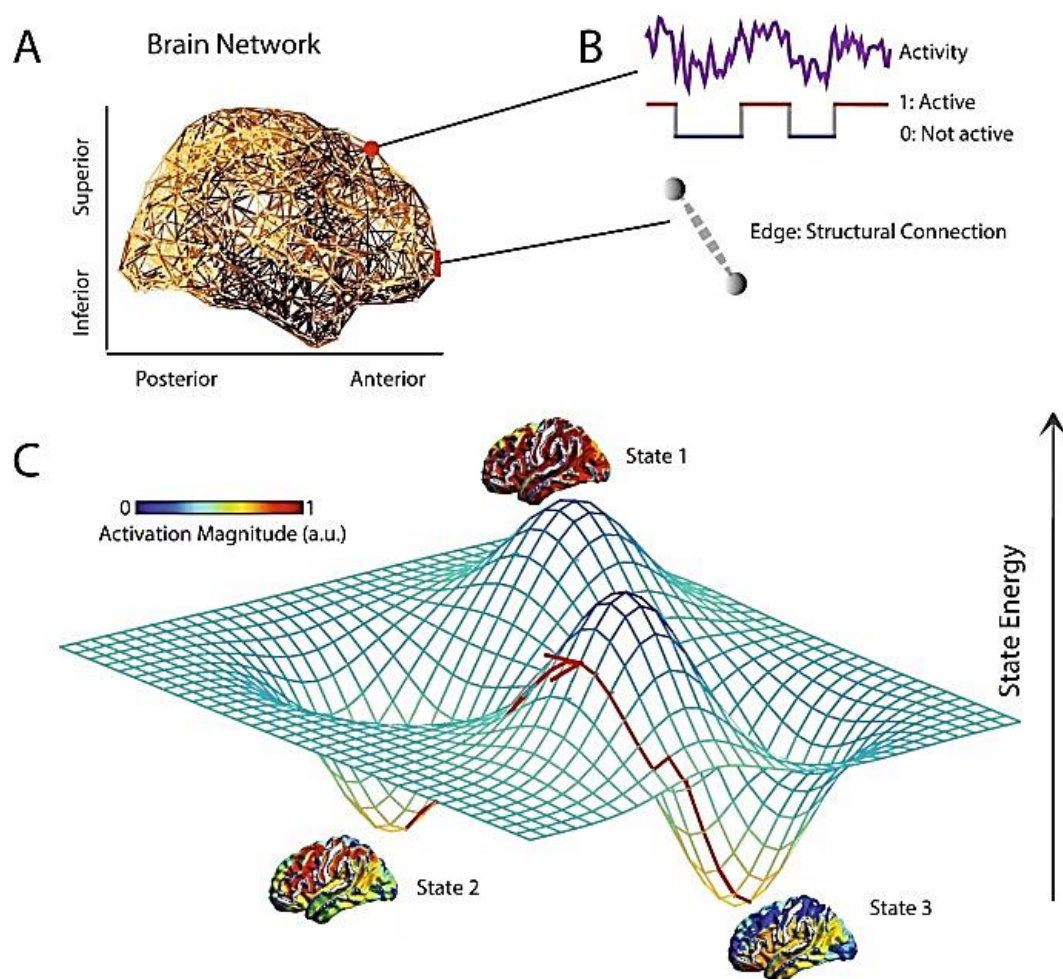 A
Brain Network
Superior
Inferior
Posterior
Anterior
B
Activity
1: Active
0: Not active
Edge: Structural Connection
C
State 1
0
1
Activation Magnitude (a.u.)
State Energy
State 2
State 3